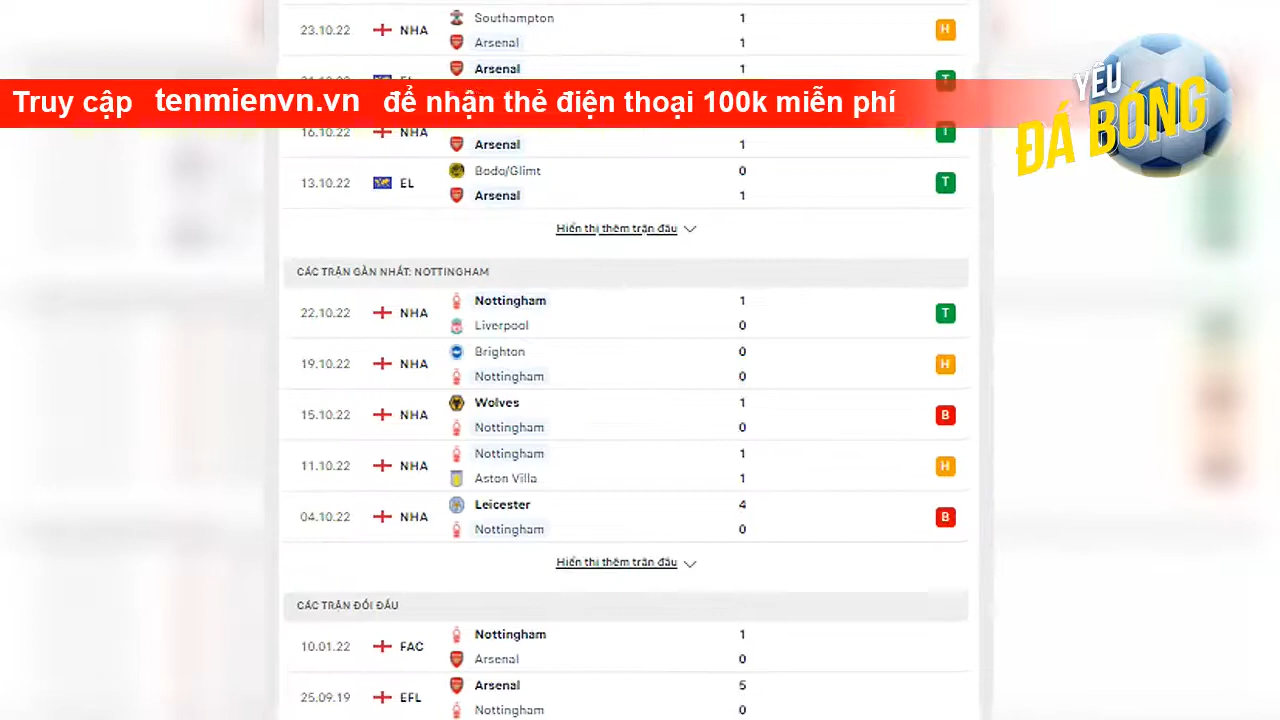 23.10.22 NHA Southampton 1 H
Arsenal 1
Arsenal 1
Truy cập tenmienvn.vn để nhận thẻ điện thoại 100k miễn phí
YÊU
ĐÁ BÓNG
16.10.22 NHA T
Arsenal 1
13.10.22 EL Bodo/Glimt 0 T
Arsenal 1
Hiển thị thêm trận đấu
CÁC TRẬN GẦN NHẤT: NOTTINGHAM
22.10.22 NHA Nottingham 1 T
Liverpool 0
19.10.22 NHA Brighton 0 H
Nottingham 0
15.10.22 NHA Wolves 1 B
Nottingham 0
11.10.22 NHA Nottingham 1 H
Aston Villa 1
04.10.22 NHA Leicester 4 B
Nottingham 0
Hiển thị thêm trận đấu
CÁC TRẬN ĐỐI ĐẦU
10.01.22 FAC Nottingham 1
Arsenal 0
25.09.19 EFL Arsenal 5
Nottingham 0